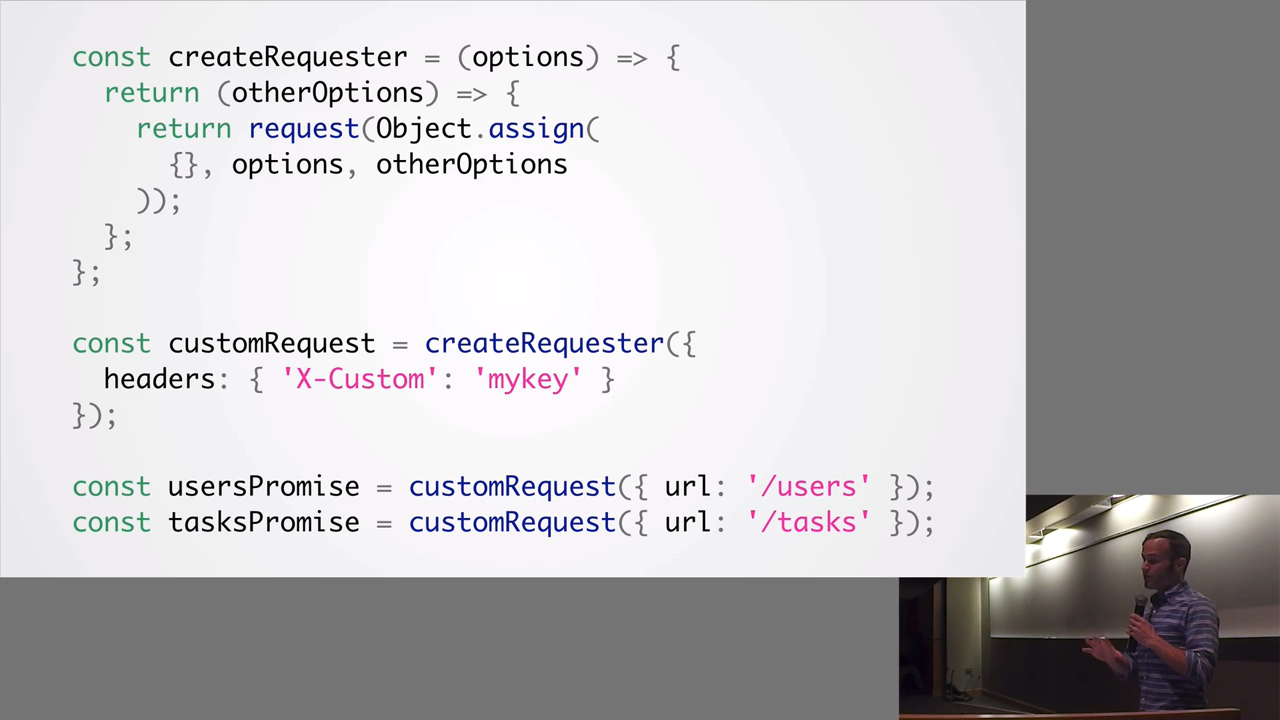 const createRequester = (options) => {
  return (otherOptions) => {
    return request(Object.assign(
      {}, options, otherOptions
    ));
  };
};

const customRequest = createRequester({
  headers: { 'X-Custom': 'mykey' }
});

const usersPromise = customRequest({ url: '/users' });
const tasksPromise = customRequest({ url: '/tasks' });